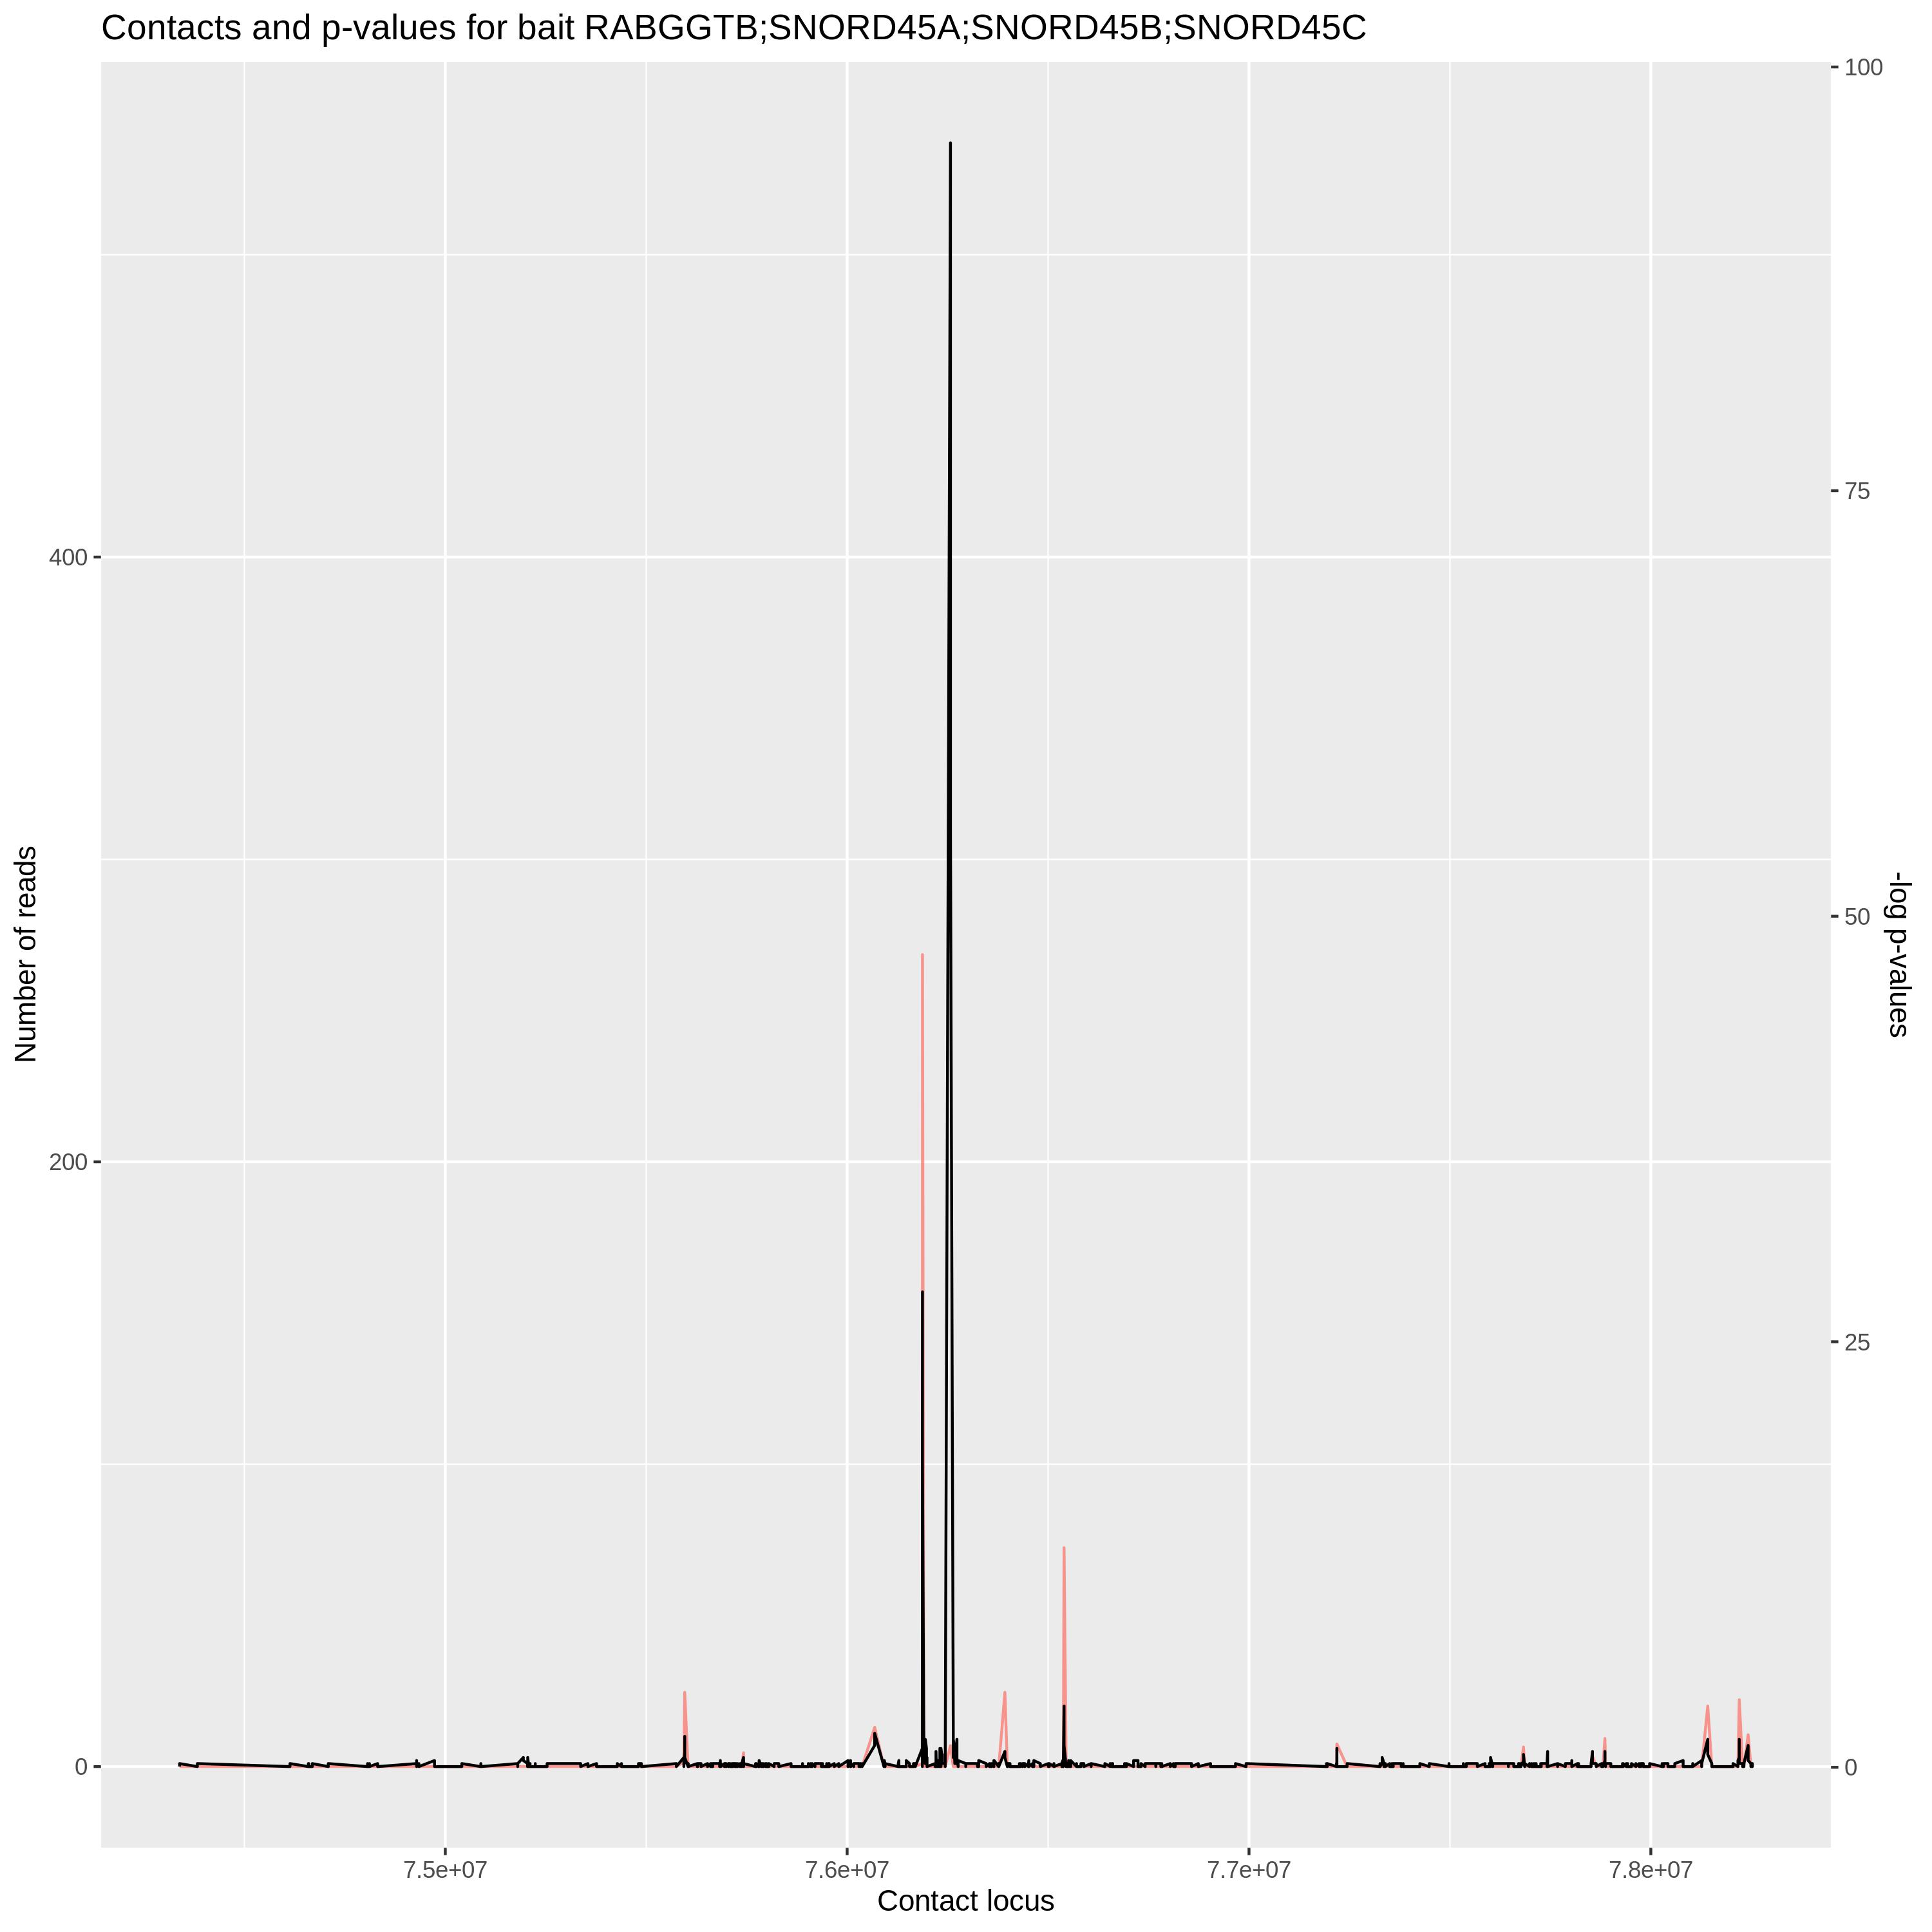 Contacts and p-values for bait RABGGTB;SNORD45A;SNORD45B;SNORD45C
100
75
50
25
0
-log p-values
400
200
0
Number of reads
7.5e+07 7.6e+07 7.7e+07 7.8e+07
Contact locus